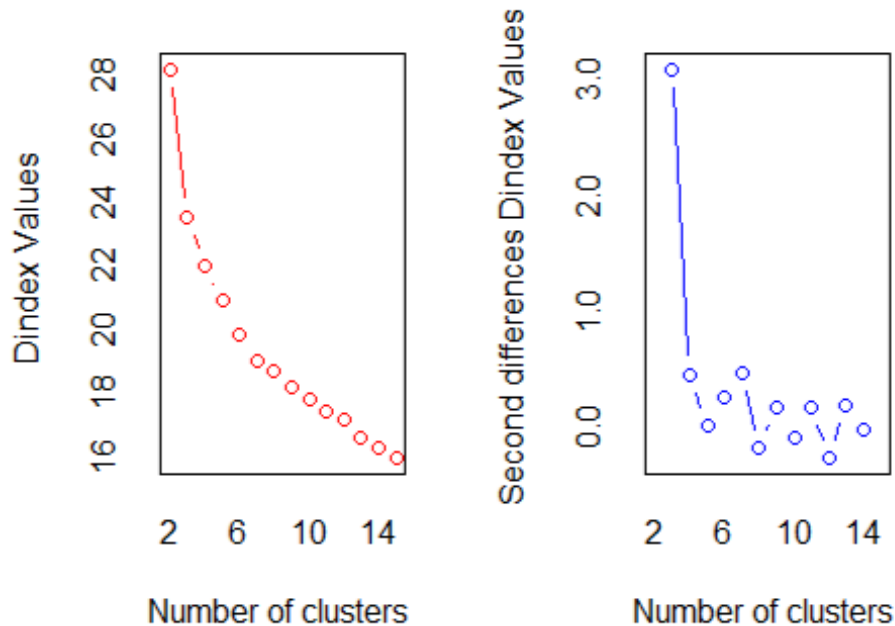 Dindex Values
28
26
24
22
20
18
16
2 6 10 14
Number of clusters
Second differences Dindex Values
3.0
2.0
1.0
0.0
2 6 10 14
Number of clusters